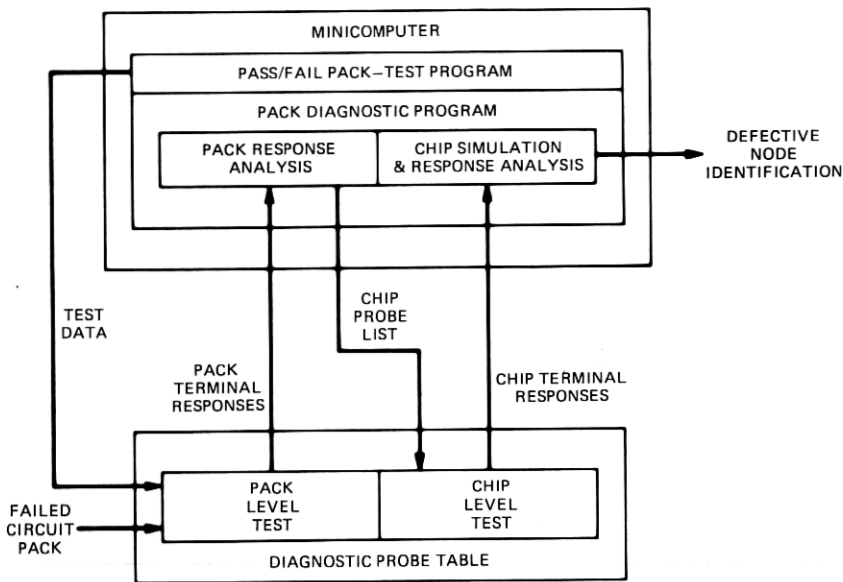 MINICOMPUTER
PASS/FAIL PACK-TEST PROGRAM
PACK DIAGNOSTIC PROGRAM
PACK RESPONSE
ANALYSIS
CHIP SIMULATION
& RESPONSE ANALYSIS
DEFECTIVE
NODE
IDENTIFICATION
TEST
DATA
CHIP
PROBE
LIST
PACK
TERMINAL
RESPONSES
CHIP TERMINAL
RESPONSES
FAILED
CIRCUIT
PACK
PACK
LEVEL
TEST
CHIP
LEVEL
TEST
DIAGNOSTIC PROBE TABLE